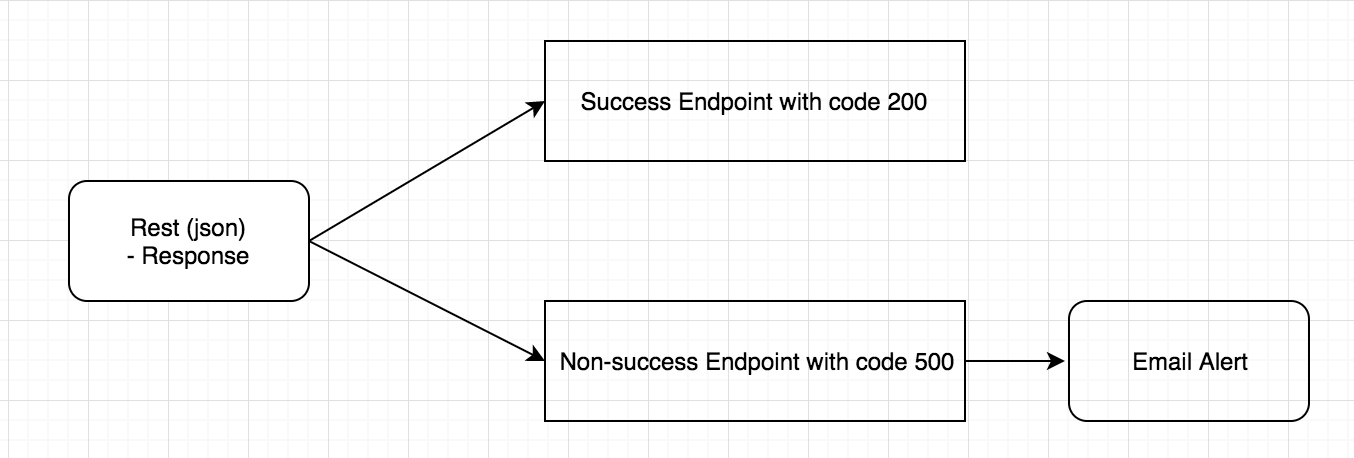 Success Endpoint with code 200
Rest (json)
- Response
Non-success Endpoint with code 500
Email Alert